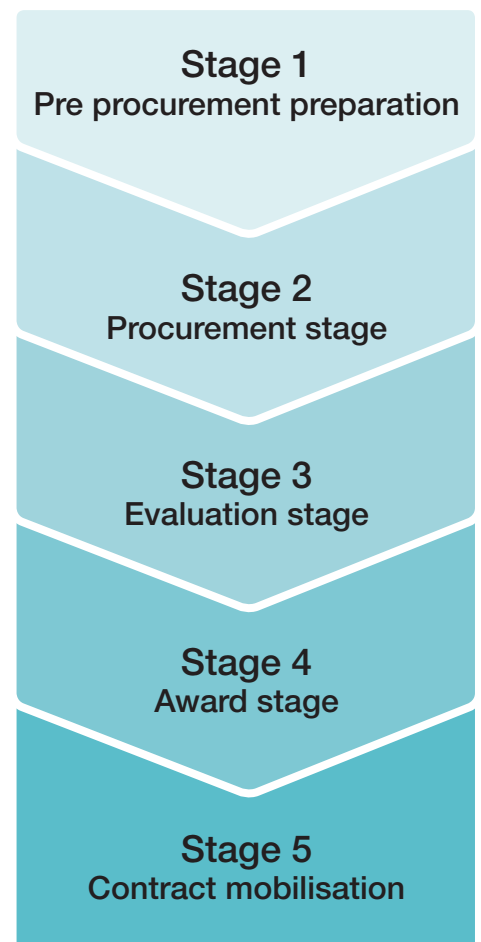 Stage 1
Pre procurement preparation
Stage 2
Procurement stage
Stage 3
Evaluation stage
Stage 4
Award stage
Stage 5
Contract mobilisation